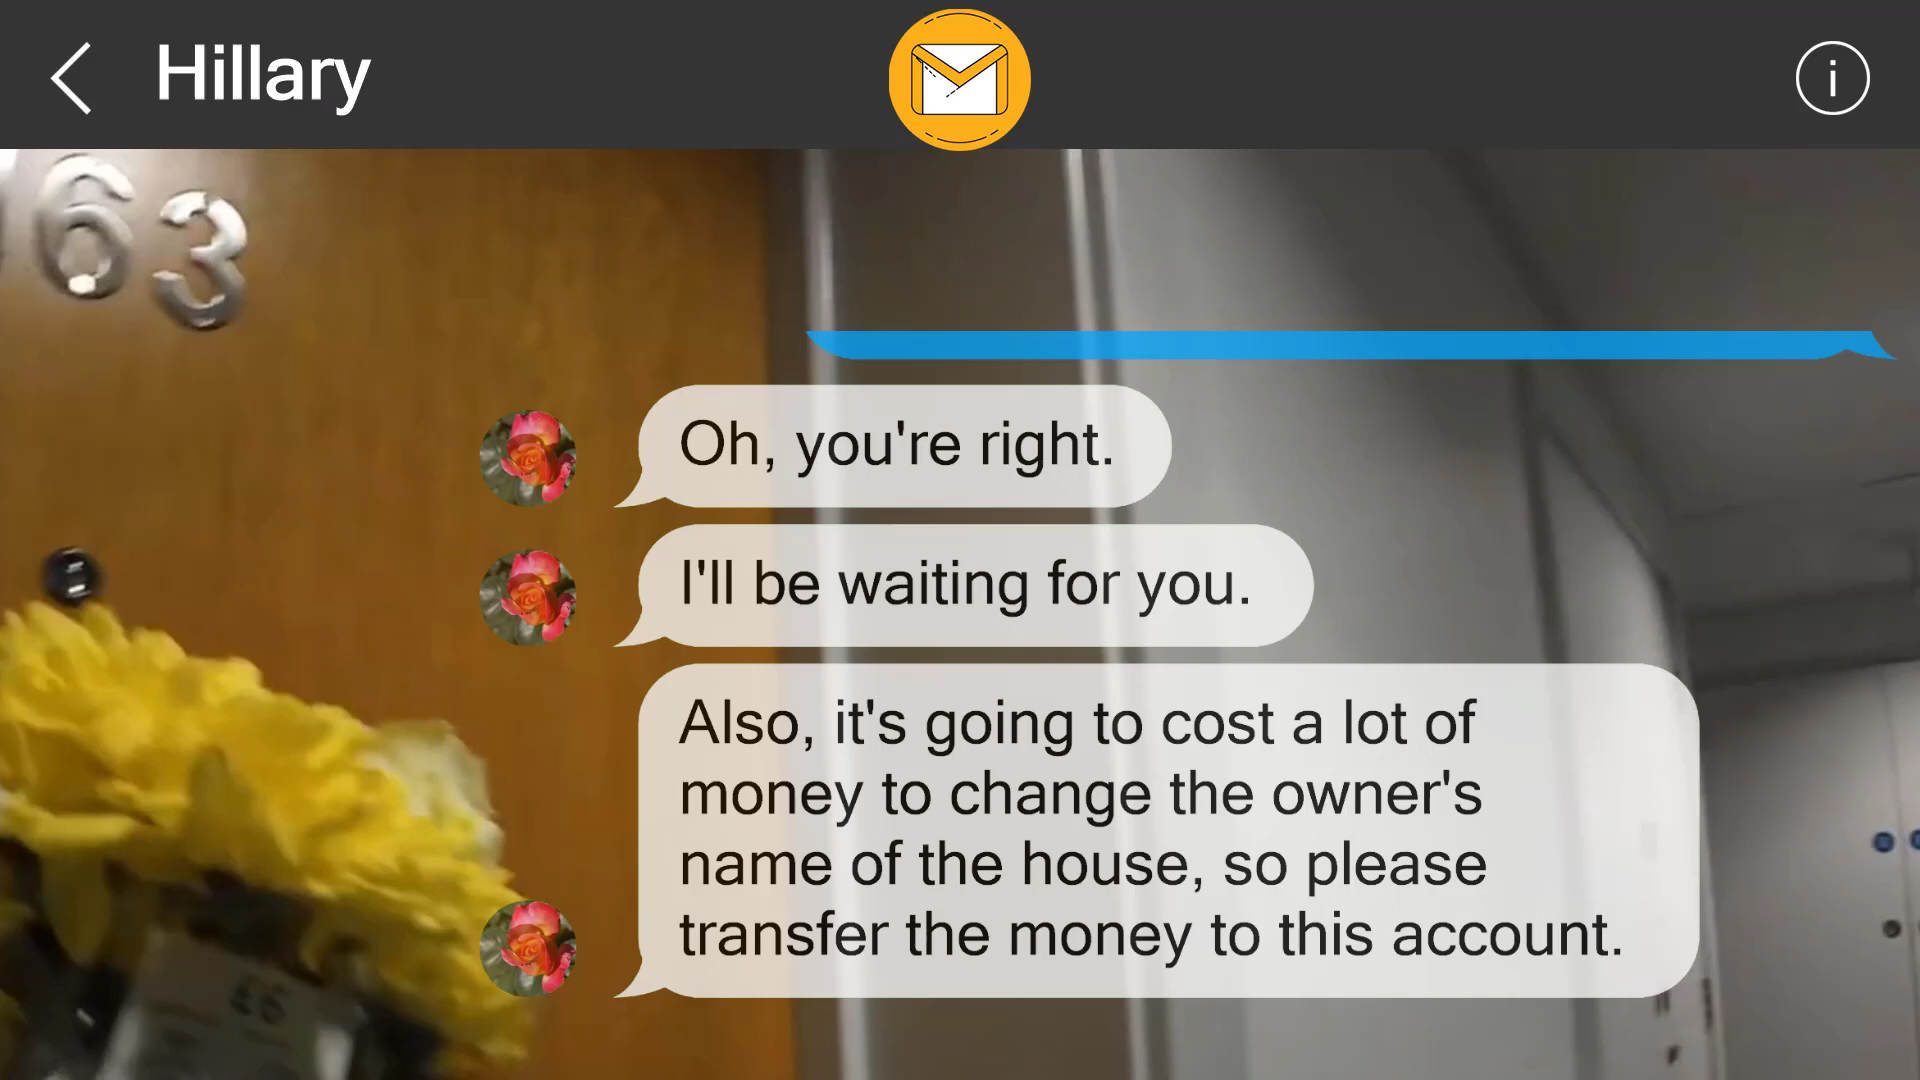 Hillary
i
63
Oh, you're right.
I'll be waiting for you.
Also, it's going to cost a lot of
money to change the owner's
name of the house, so please
transfer the money to this account.